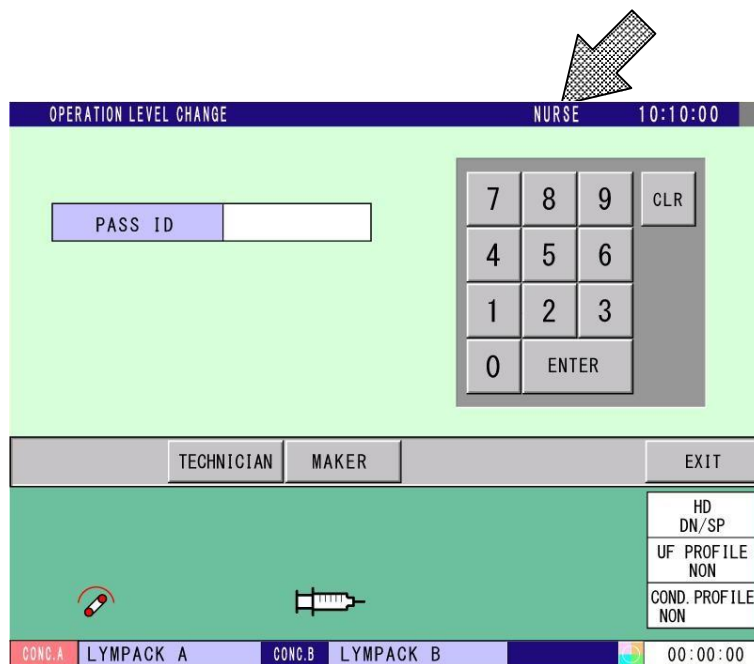 OPERATION LEVEL CHANGE NURSE 10:10:00
PASS ID
7 8 9 CLR
4 5 6
1 2 3
0 ENTER
TECHNICIAN MAKER EXIT
HD
DN/SP
UF PROFILE
NON
COND.PROFILE
NON
CONC.A LYMPACK A CONC.B LYMPACK B 00:00:00